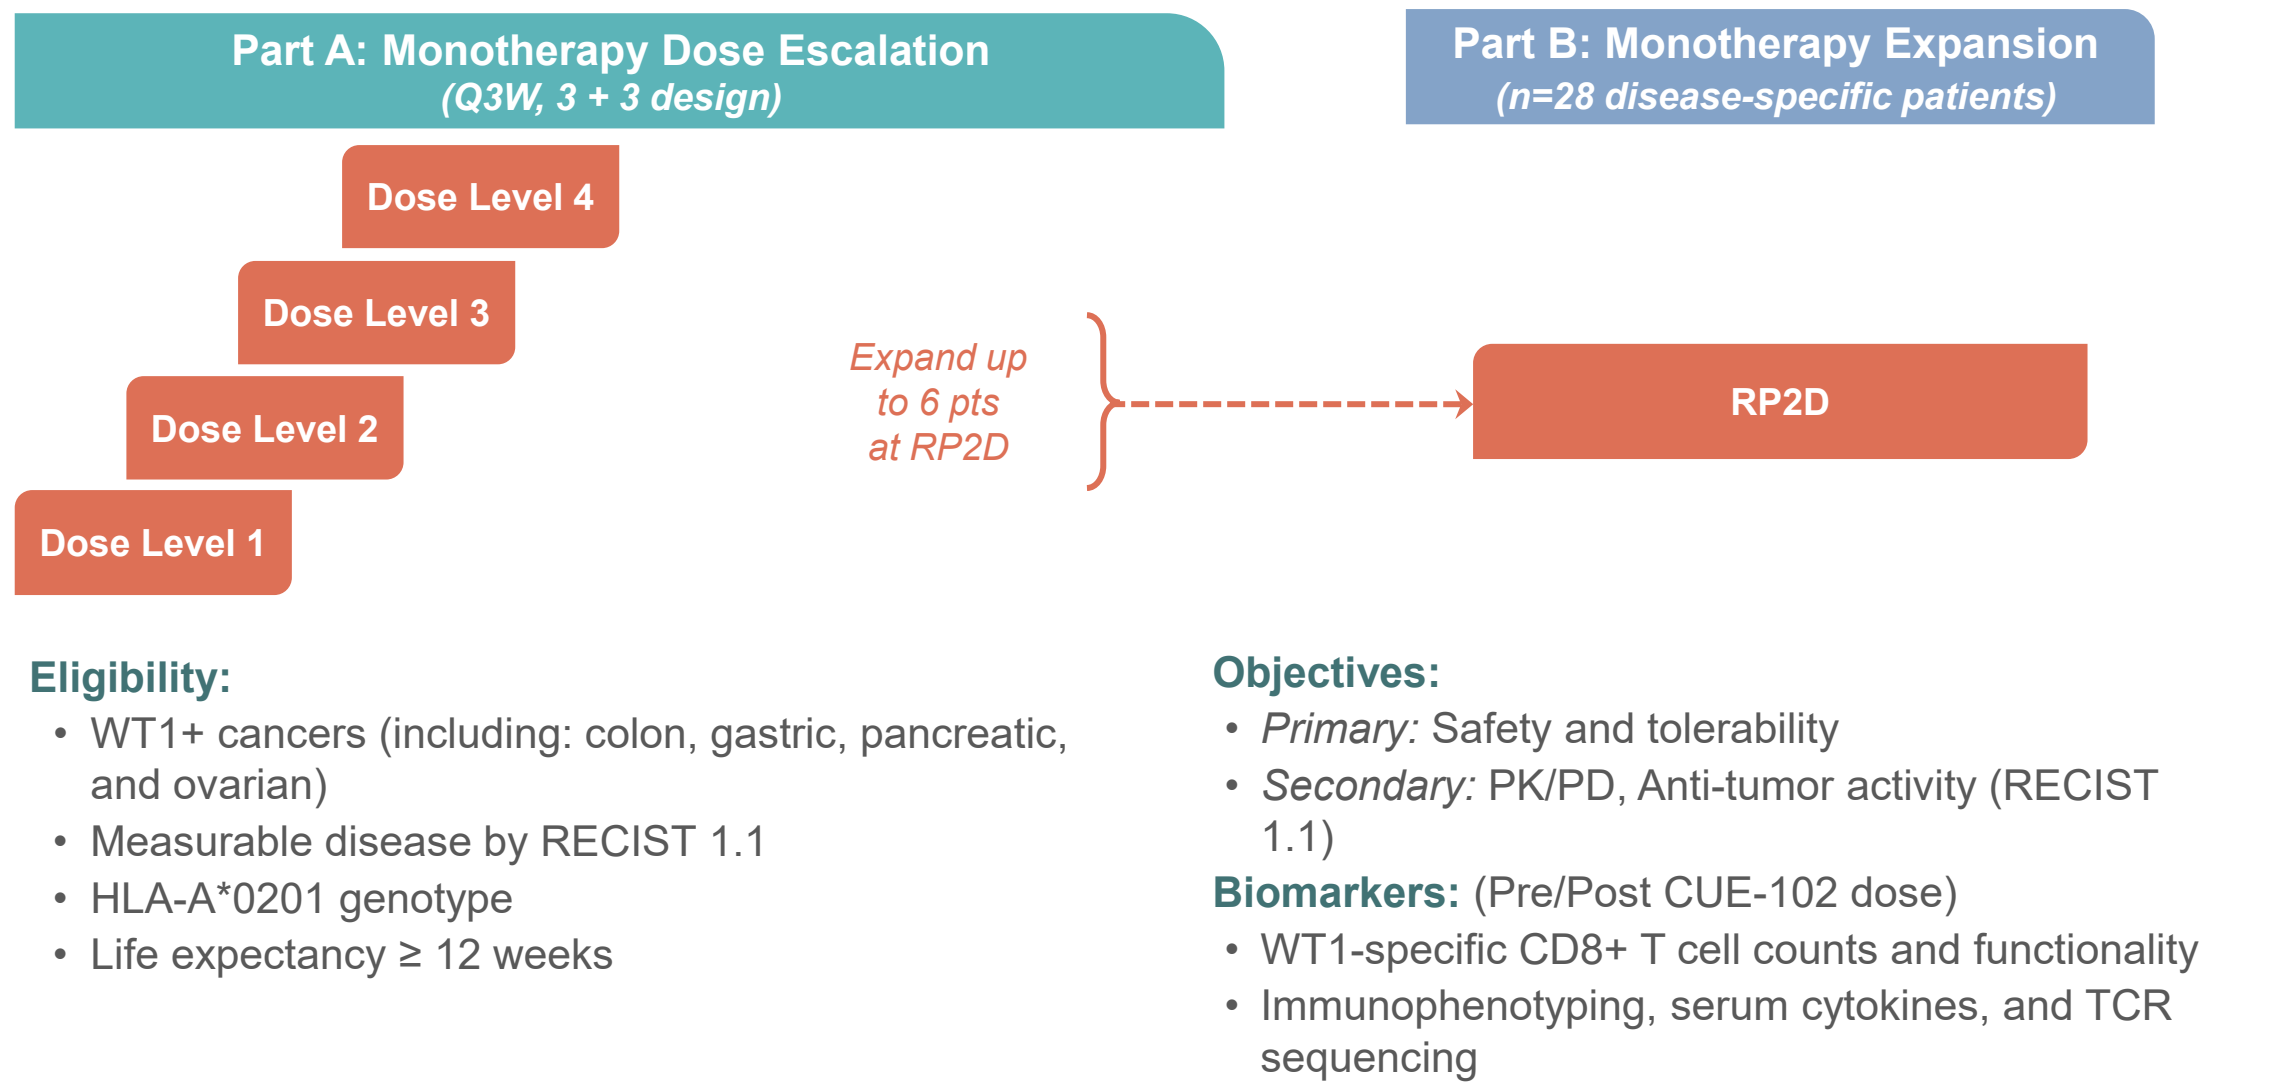 Part A: Monotherapy Dose Escalation
(Q3W, 3 + 3 design)
Part B: Monotherapy Expansion
(n=28 disease-specific patients)
Dose Level 4
Dose Level 3
Dose Level 2
Dose Level 1
Expand up
to 6 pts
at RP2D
RP2D
Eligibility:
• WT1+ cancers (including: colon, gastric, pancreatic,
and ovarian)
• Measurable disease by RECIST 1.1
• HLA-A*0201 genotype
• Life expectancy ≥ 12 weeks
Objectives:
• Primary: Safety and tolerability
• Secondary: PK/PD, Anti-tumor activity (RECIST
1.1)
Biomarkers: (Pre/Post CUE-102 dose)
• WT1-specific CD8+ T cell counts and functionality
• Immunophenotyping, serum cytokines, and TCR
sequencing